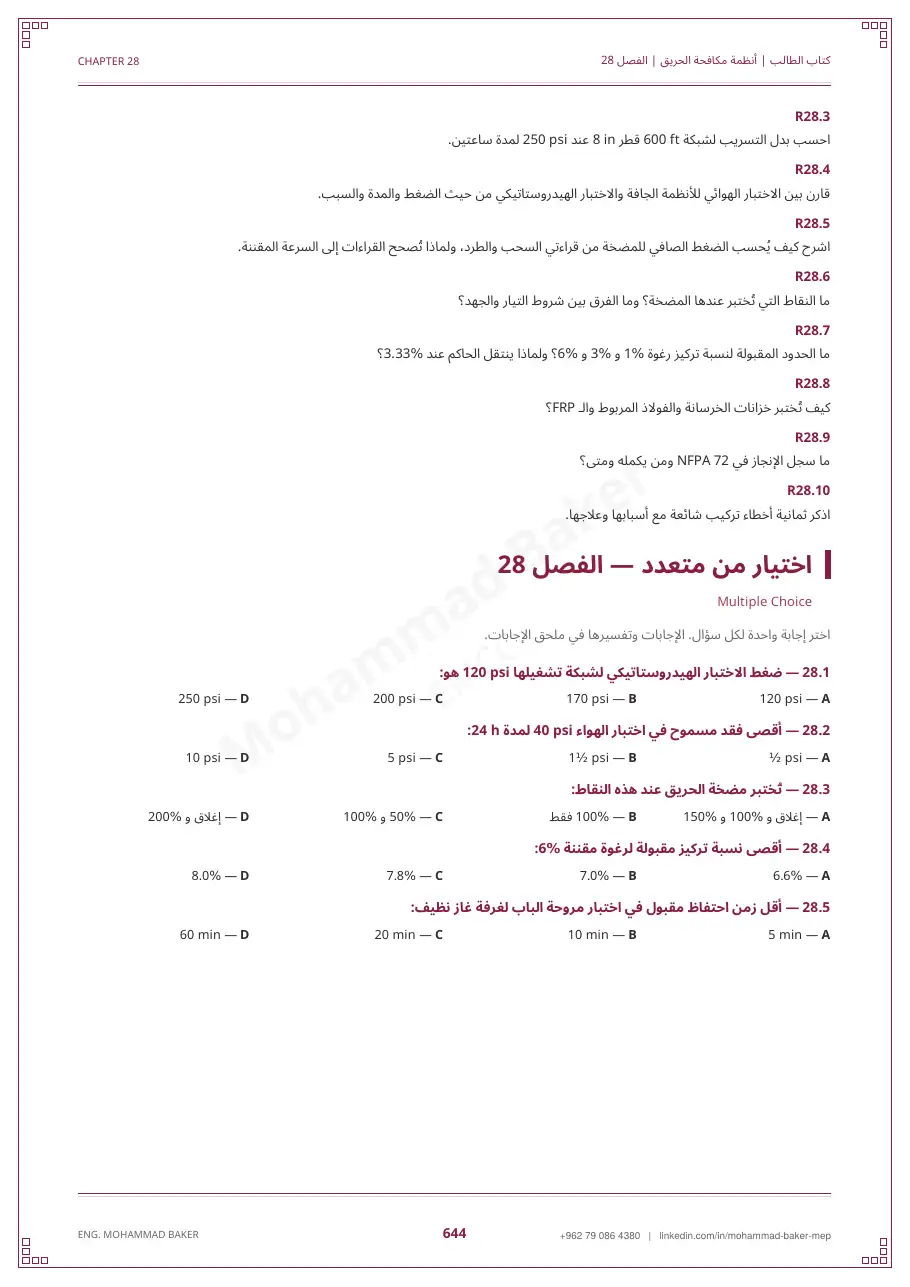 كتاب الطالب | أنظمة مكافحة الحريق | الفصل 28
CHAPTER 28
R28.3
احسب بدل التسريب لشبكة 600 ft قطر 8 in عند 250 psi لمدة ساعتين.
R28.4
قارن بين الاختبار الهوائي للأنظمة الجافة والاختبار الهيدروستاتيكي من حيث الضغط والمدة والسبب.
R28.5
اشرح كيف يُحسب الضغط الصافي للمضخة من قراءتي السحب والطرد، ولماذا تُصحح القراءات إلى السرعة المقننة.
R28.6
ما النقاط التي تُختبر عندها المضخة؟ وما الفرق بين شروط التيار والجهد؟
R28.7
ما الحدود المقبولة لنسبة تركيز رغوة 1% و 3% و 6%؟ ولماذا ينتقل الحاكم عند 3.33%؟
R28.8
كيف تُختبر خزانات الخرسانة والفولاذ المربوط والـ FRP؟
R28.9
ما سجل الإنجاز في NFPA 72 ومن يكمله ومتى؟
R28.10
اذكر ثمانية أخطاء تركيب شائعة مع أسبابها وعلاجها.
اختيار من متعدد — الفصل 28
Multiple Choice
اختر إجابة واحدة لكل سؤال. الإجابات وتفسيرها في ملحق الإجابات.
28.1 — ضغط الاختبار الهيدروستاتيكي لشبكة تشغيلها 120 psi هو:
A — 120 psi B — 170 psi C — 200 psi D — 250 psi
28.2 — أقصى فقد مسموح في اختبار الهواء 40 psi لمدة 24 h:
A — ½ psi B — 1½ psi C — 5 psi D — 10 psi
28.3 — تُختبر مضخة الحريق عند هذه النقاط:
A — إغلاق و 100% و 150% B — 100% فقط C — 50% و 100% D — إغلاق و 200%
28.4 — أقصى نسبة تركيز مقبولة لرغوة مقننة 6%:
A — 6.6% B — 7.0% C — 7.8% D — 8.0%
28.5 — أقل زمن احتفاظ مقبول في اختبار مروحة الباب لغرفة غاز نظيف:
A — 5 min B — 10 min C — 20 min D — 60 min
Mohammad Baker
ENG. MOHAMMAD BAKER
644
+962 79 086 4380 | linkedin.com/in/mohammad-baker-mep